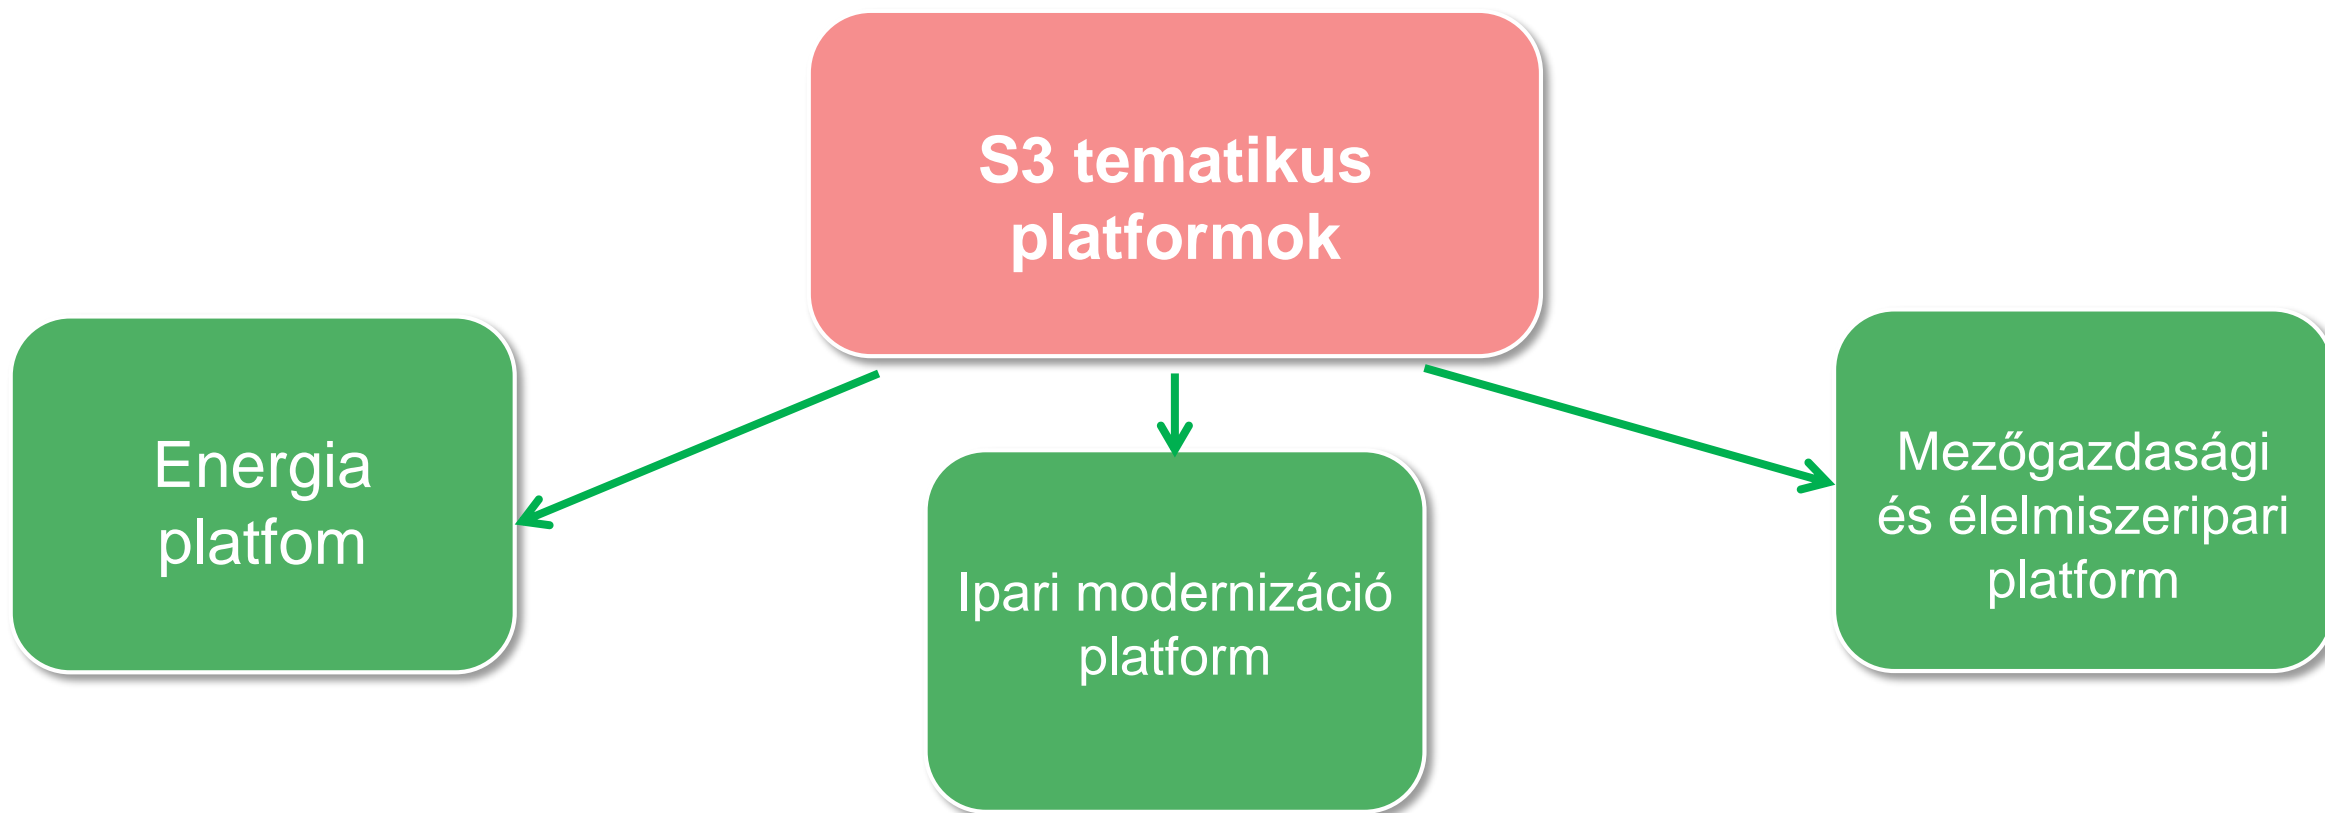 S3 tematikus
platformok
Energia
platfom
Ipari modernizáció
platform
Mezőgazdasági
és élelmiszeripari
platform